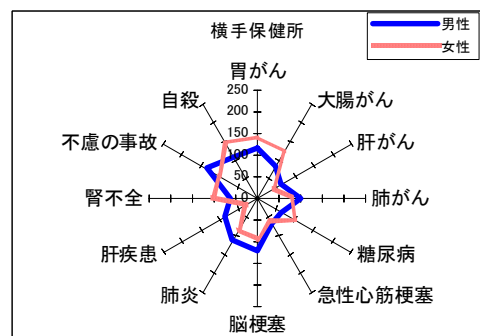 横手保健所
男性
女性
胃がん
大腸がん
肝がん
肺がん
糖尿病
急性心筋梗塞
脳梗塞
肺炎
肝疾患
腎不全
不慮の事故
自殺
250
200
150
100
50
0